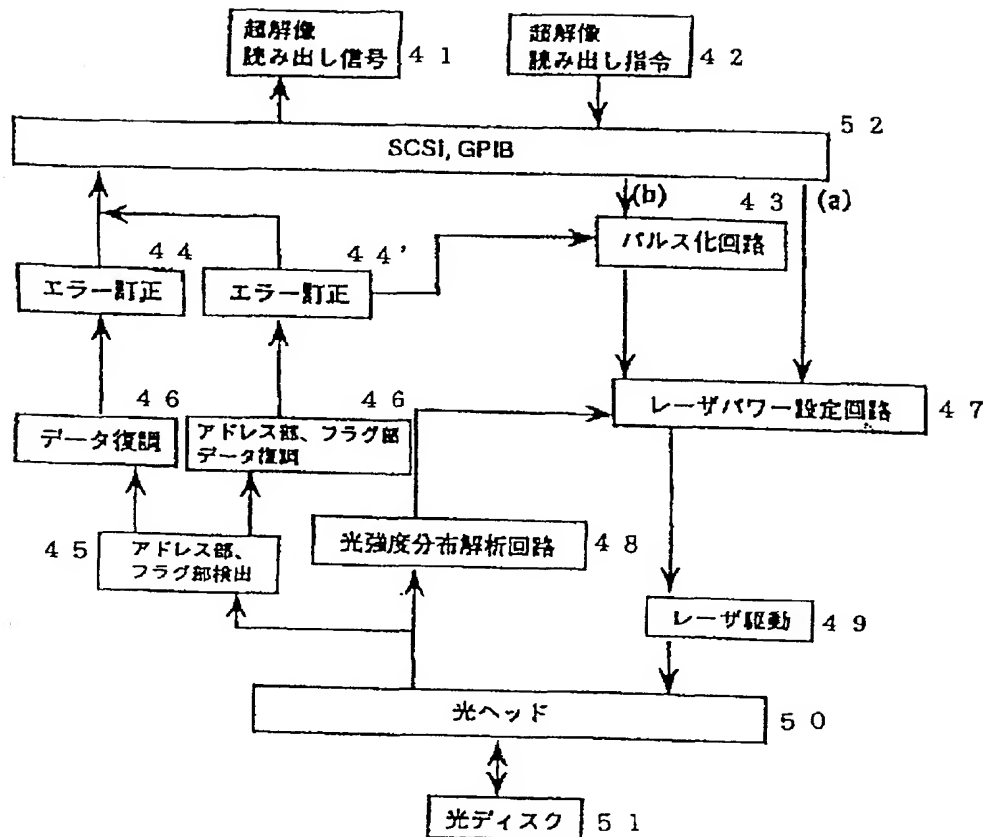 超解像
読み出し信号
41
超解像
読み出し指令
42
52
SCSI, GPIB
(b)
43
(a)
パルス化回路
44
エラー訂正
44'
エラー訂正
46
データ復調
46
アドレス部、フラグ部
データ復調
レーザパワー設定回路
47
45
アドレス部、
フラグ部検出
光強度分布解析回路
48
レーザ駆動
49
光ヘッド
50
光ディスク
51